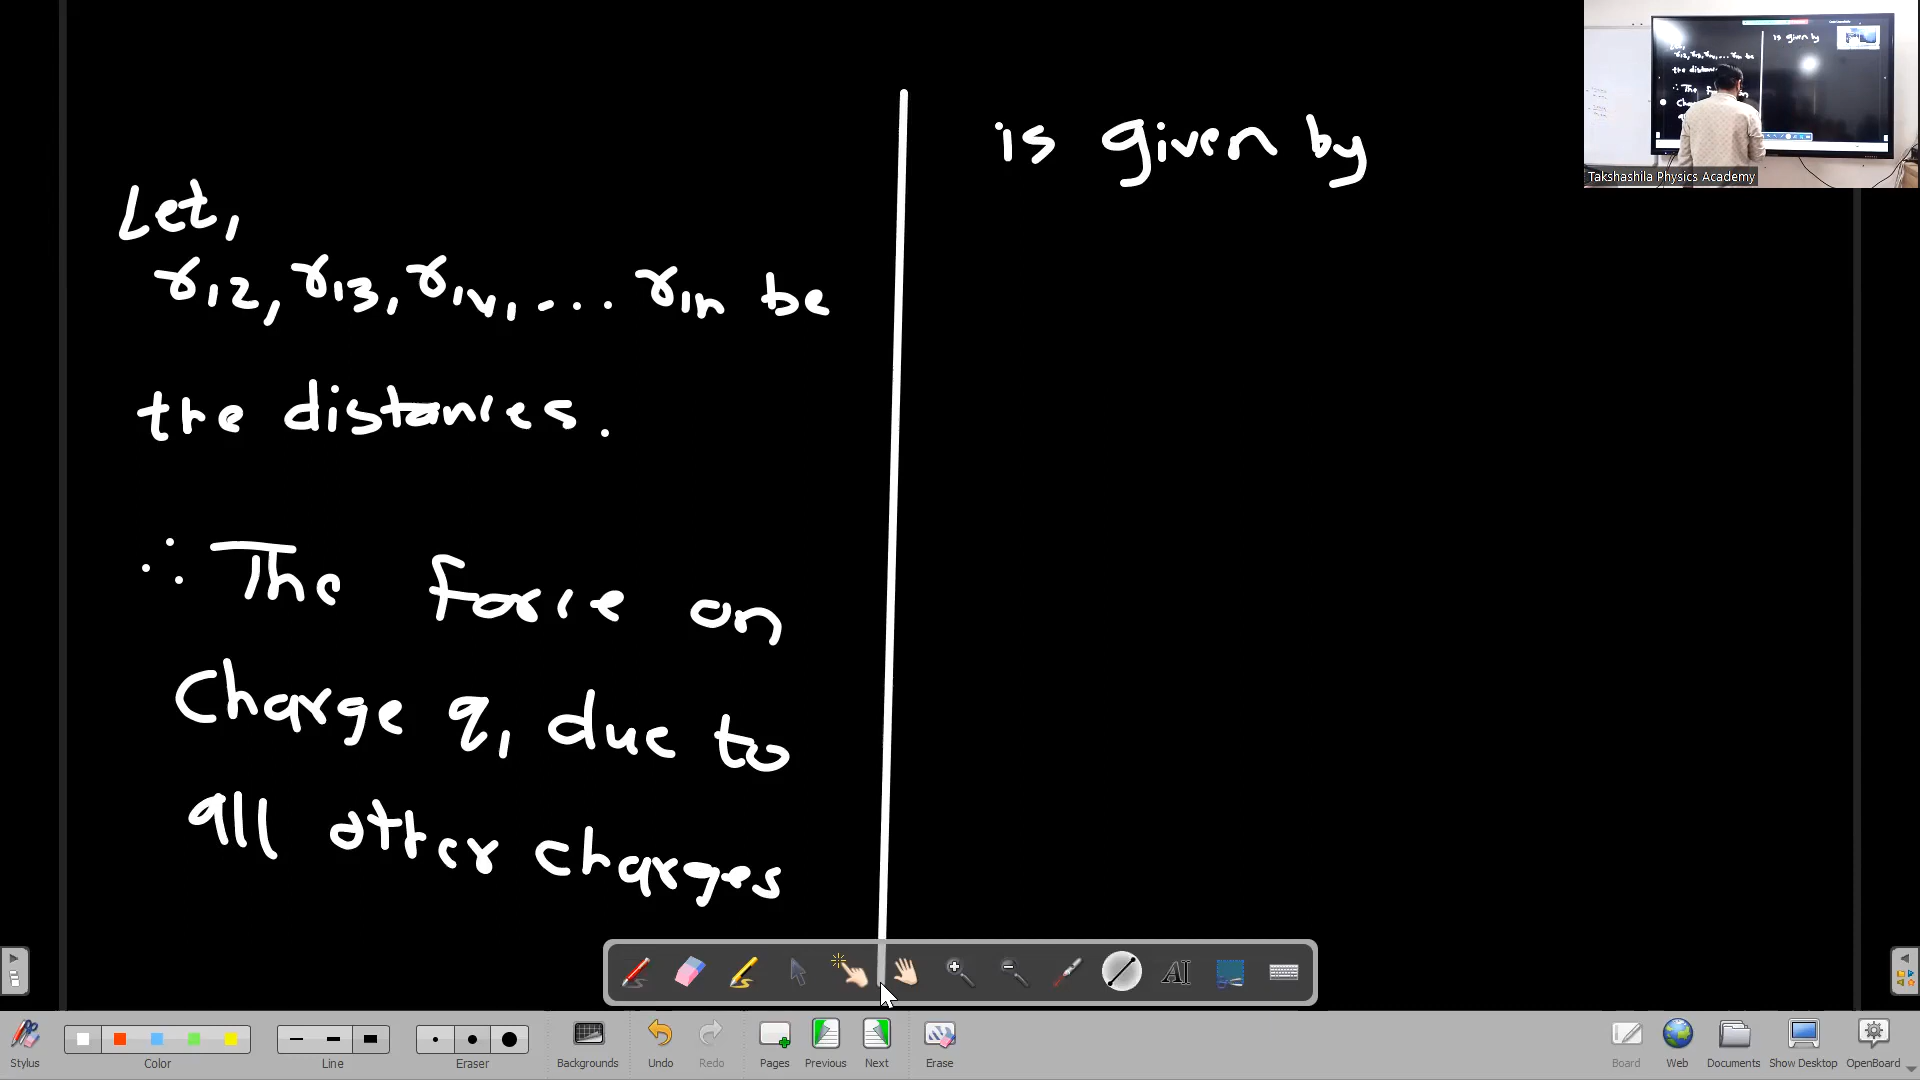 Let,
r12, r13, r14, ... r1n be
the distances.
∴ The force on
Charge q1 due to
all other charges
is given by
Takshashila Physics Academy
Stylus
Color
Line
Eraser
Backgrounds
Undo
Redo
Pages
Previous
Next
Erase
Board
Web
Documents
Show Desktop
OpenBoard
AI